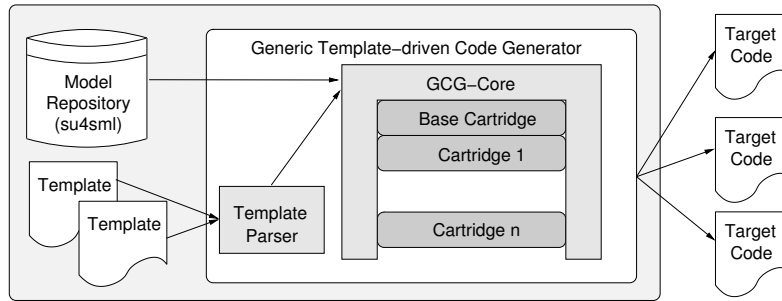 Generic Template–driven Code Generator
Model
Repository
(su4sml)
GCG–Core
Base Cartridge
Cartridge 1
Cartridge n
Template
Template
Template
Parser
Target
Code
Target
Code
Target
Code